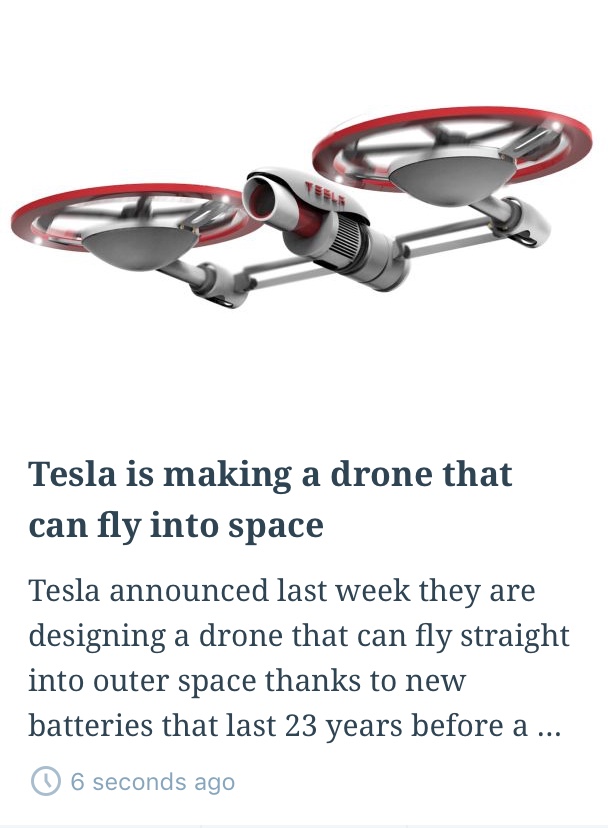 TESLA
Tesla is making a drone that
can fly into space
Tesla announced last week they are
designing a drone that can fly straight
into outer space thanks to new
batteries that last 23 years before a ...
6 seconds ago